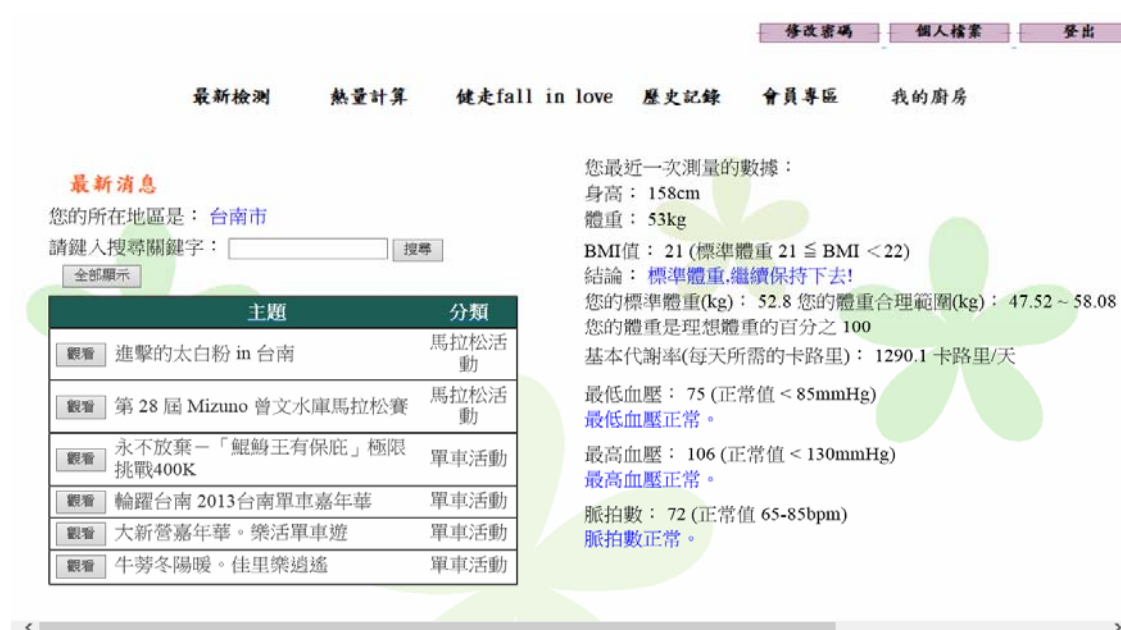 修改密碼 個人檔案 登出
最新檢測 熱量計算 健走fall in love 歷史記錄 會員專區 我的廚房
最新消息
您的所在地區是： 台南市
請鍵入搜尋關鍵字： 搜尋
全部顯示
主題 分類
觀看 進擊的太白粉 in 台南 馬拉松活
動
觀看 第 28 屆 Mizuno 曾文水庫馬拉松賽 馬拉松活
動
觀看 永不放棄－「鯤鯓王有保庇」極限 單車活動
挑戰400K
觀看 輪躍台南 2013台南單車嘉年華 單車活動
觀看 大新營嘉年華。樂活單車遊 單車活動
觀看 牛蒡冬陽暖。佳里樂逍遙 單車活動
您最近一次測量的數據：
身高： 158cm
體重： 53kg
BMI值： 21 (標準體重 21 ≦ BMI < 22)
結論： 標準體重,繼續保持下去!
您的標準體重(kg)： 52.8 您的體重合理範圍(kg)： 47.52 ~ 58.08
您的體重是理想體重的百分之 100
基本代謝率(每天所需的卡路里)： 1290.1 卡路里/天
最低血壓： 75 (正常值 < 85mmHg)
最低血壓正常。
最高血壓： 106 (正常值 < 130mmHg)
最高血壓正常。
脈拍數： 72 (正常值 65-85bpm)
脈拍數正常。